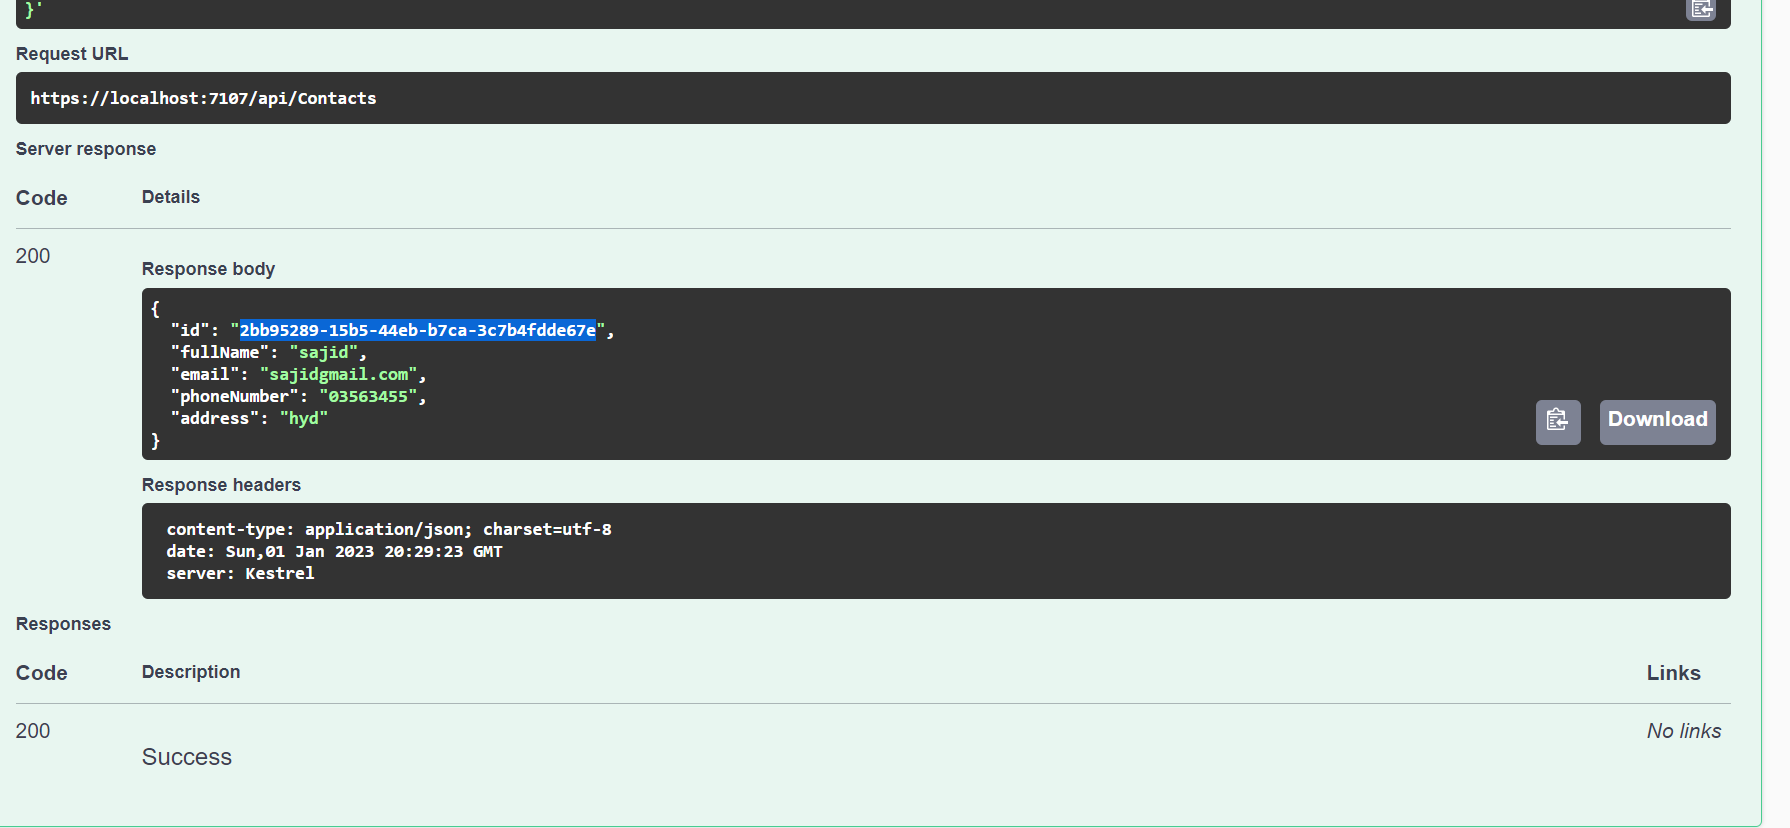 }'
Request URL
https://localhost:7107/api/Contacts
Server response
Code Details
200
Response body
{
"id": "2bb95289-15b5-44eb-b7ca-3c7b4fdde67e",
"fullName": "sajid",
"email": "sajidgmail.com",
"phoneNumber": "03563455",
"address": "hyd"
}
Download
Response headers
content-type: application/json; charset=utf-8
date: Sun,01 Jan 2023 20:29:23 GMT
server: Kestrel
Responses
Code Description Links
200 No links
Success